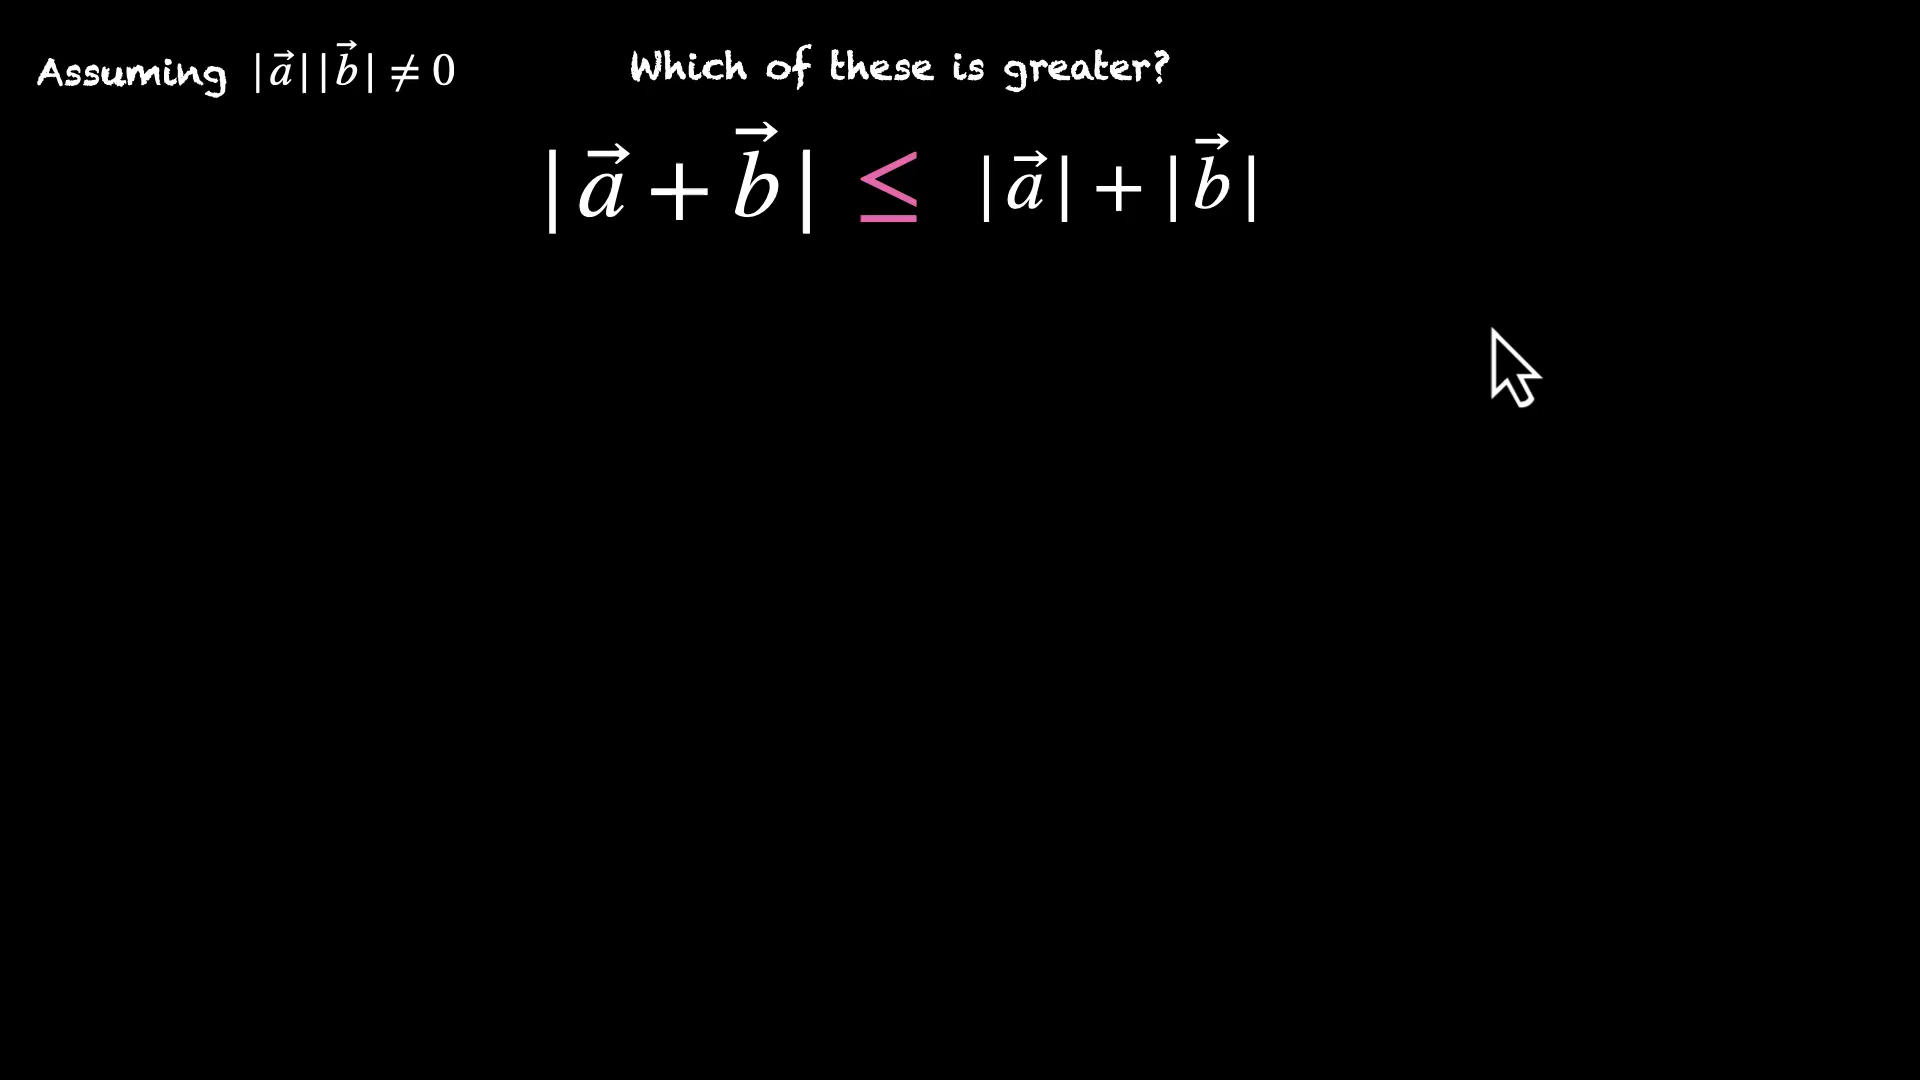 Assuming |a⃗||b⃗| ≠ 0
Which of these is greater?
|a⃗ + b⃗| ≤ |a⃗| + |b⃗|